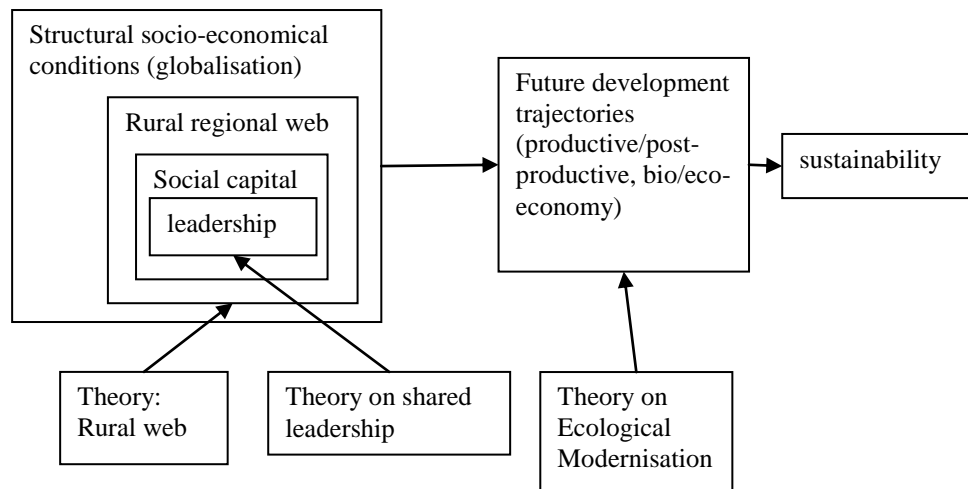 Structural socio-economical
conditions (globalisation)
Rural regional web
Social capital
leadership
Future development
trajectories
(productive/post-
productive, bio/eco-
economy)
sustainability
Theory:
Rural web
Theory on shared
leadership
Theory on
Ecological
Modernisation